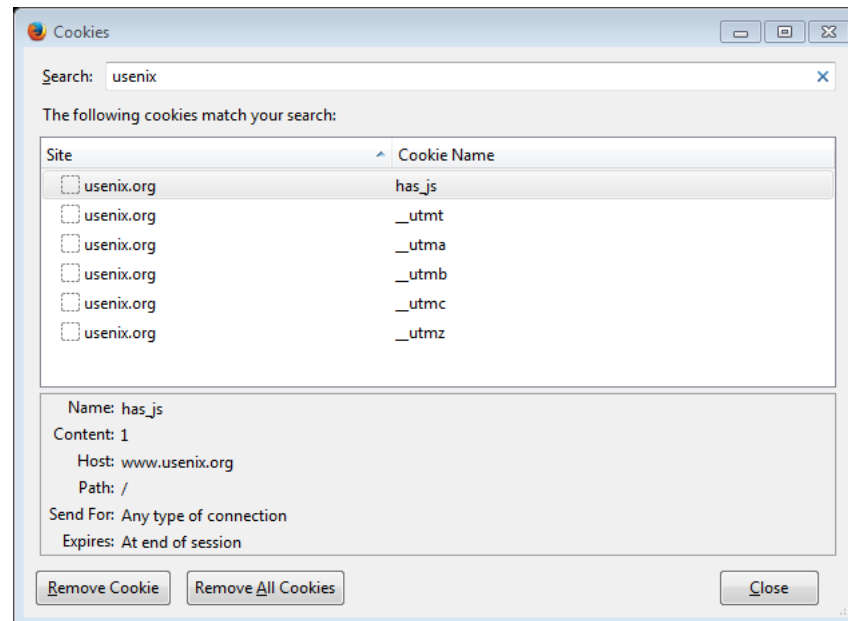 Cookies
Search: usenix
The following cookies match your search:
Site Cookie Name
usenix.org has_js
usenix.org __utmt
usenix.org __utma
usenix.org __utmb
usenix.org __utmc
usenix.org __utmz
Name: has_js
Content: 1
Host: www.usenix.org
Path: /
Send For: Any type of connection
Expires: At end of session
Remove Cookie Remove All Cookies Close